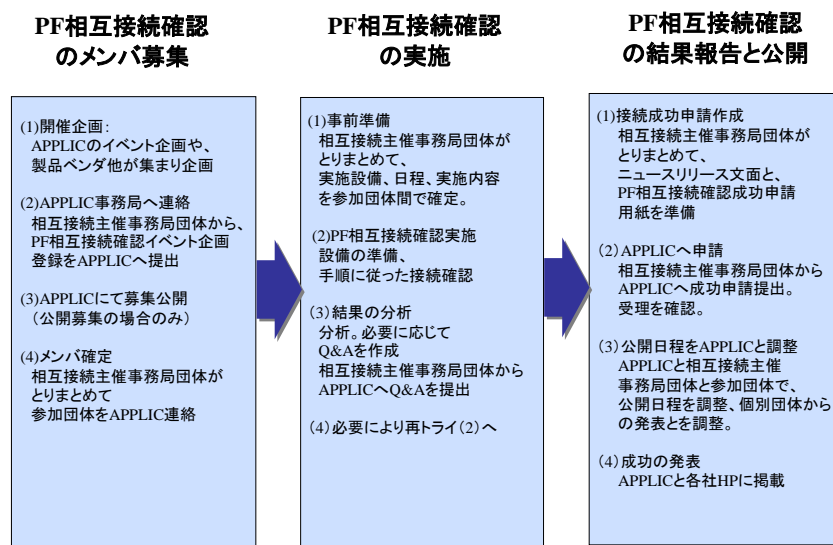 PF相互接続確認
のメンバ募集
(1)開催企画：
APPLICのイベント企画や、
製品ベンダ他が集まり企画
(2)APPLIC事務局へ連絡
相互接続主催事務局団体から、
PF相互接続確認イベント企画
登録をAPPLICへ提出
(3)APPLICにて募集公開
（公開募集の場合のみ）
(4)メンバ確定
相互接続主催事務局団体が
とりまとめて
参加団体をAPPLIC連絡
PF相互接続確認
の実施
(1)事前準備
相互接続主催事務局団体が
とりまとめて、
実施設備、日程、実施内容
を参加団体間で確定。
(2)PF相互接続確認実施
設備の準備、
手順に従った接続確認
(3)結果の分析
分析。必要に応じて
Q&Aを作成
相互接続主催事務局団体から
APPLICへQ&Aを提出
(4)必要により再トライ(2)へ
PF相互接続確認
の結果報告と公開
(1)接続成功申請作成
相互接続主催事務局団体が
とりまとめて、
ニュースリリース文面と、
PF相互接続確認成功申請
用紙を準備
(2)APPLICへ申請
相互接続主催事務局団体から
APPLICへ成功申請提出。
受理を確認。
(3)公開日程をAPPLICと調整
APPLICと相互接続主催
事務局団体と参加団体で、
公開日程を調整、個別団体から
の発表とを調整。
(4)成功の発表
APPLICと各社HPに掲載